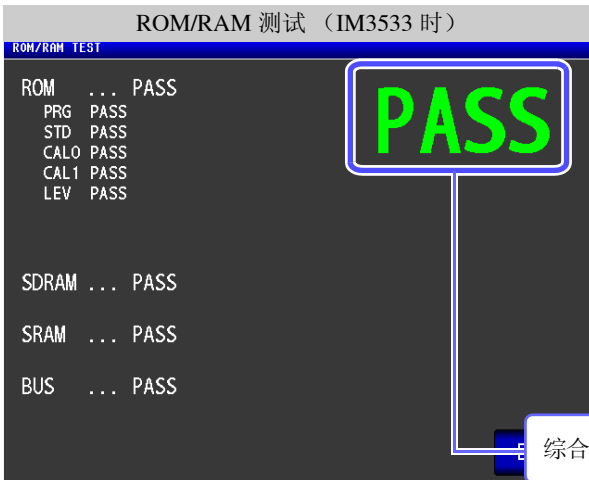 ROM/RAM 测试 （IM3533 时）
ROM/RAM TEST
ROM ... PASS
PRG PASS
STD PASS
CAL0 PASS
CAL1 PASS
LEV PASS
PASS
SDRAM ... PASS
SRAM ... PASS
BUS ... PASS
综合